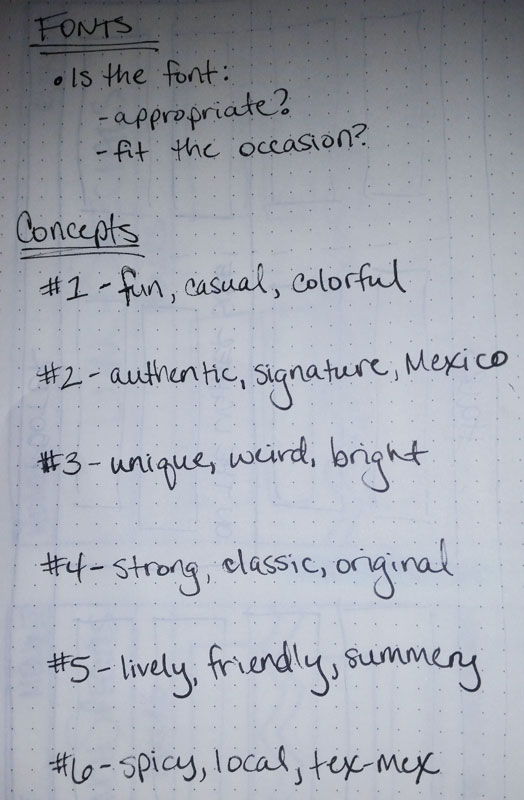 FONTS
• Is the font:
- appropriate?
- fit the occasion?
Concepts
#1 - fun, casual, colorful
#2 - authentic, signature, Mexico
#3 - unique, weird, bright
#4 - strong, classic, original
#5 - lively, friendly, summery
#6 - spicy, local, tex-mex